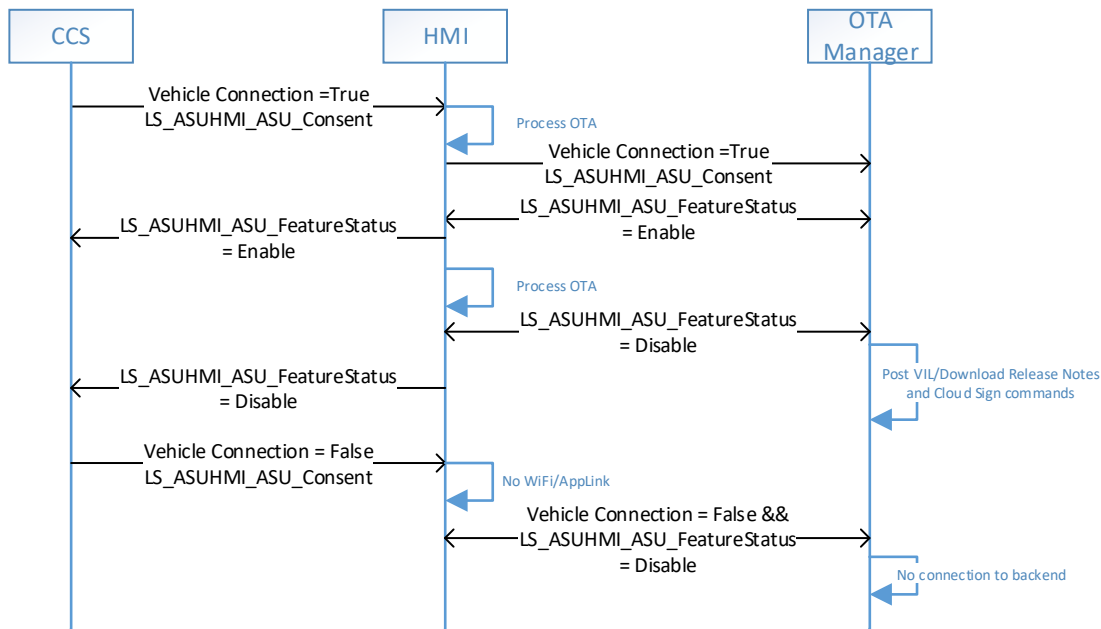 CCS
HMI
OTA
Manager
Vehicle Connection =True
LS_ASUHMI_ASU_Consent
Process OTA
Vehicle Connection =True
LS_ASUHMI_ASU_Consent
LS_ASUHMI_ASU_FeatureStatus
= Enable
LS_ASUHMI_ASU_FeatureStatus
= Enable
Process OTA
LS_ASUHMI_ASU_FeatureStatus
= Disable
Post VIL/Download Release Notes
and Cloud Sign commands
LS_ASUHMI_ASU_FeatureStatus
= Disable
Vehicle Connection = False
LS_ASUHMI_ASU_Consent
No WiFi/AppLink
Vehicle Connection = False &&
LS_ASUHMI_ASU_FeatureStatus
= Disable
No connection to backend